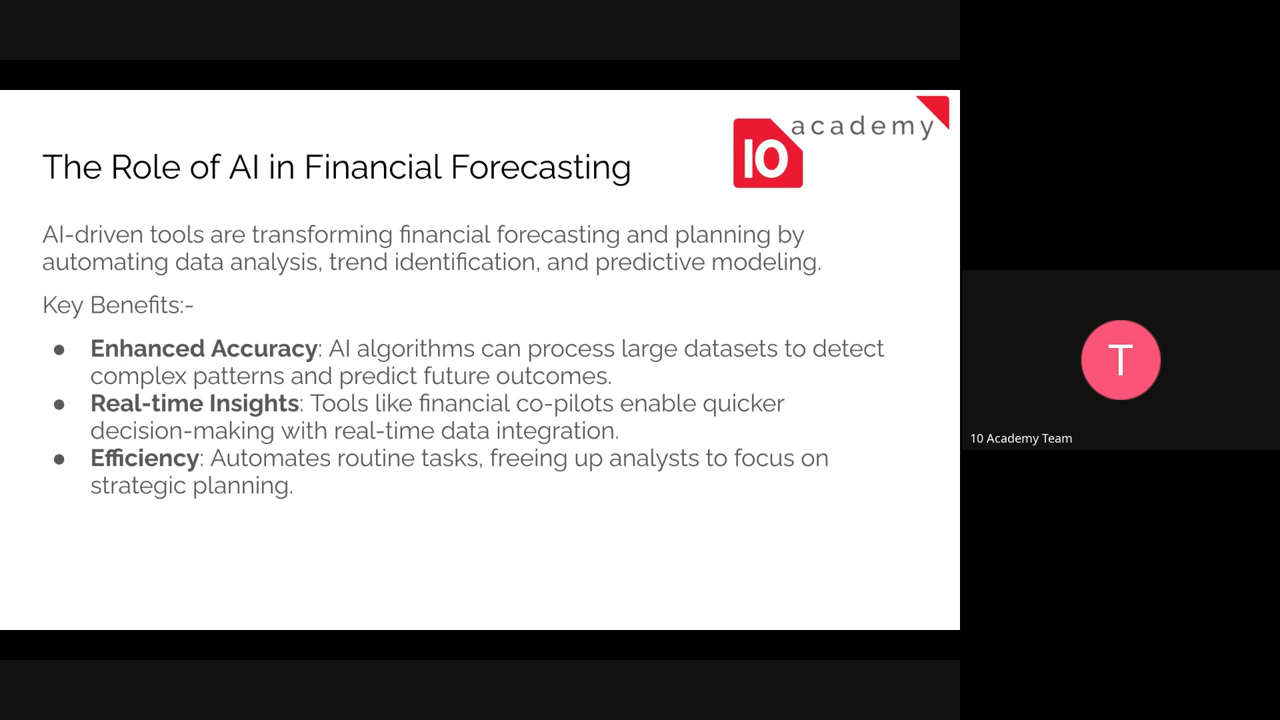 10 academy
The Role of AI in Financial Forecasting
AI-driven tools are transforming financial forecasting and planning by
automating data analysis, trend identification, and predictive modeling.
Key Benefits:-
● Enhanced Accuracy: AI algorithms can process large datasets to detect
complex patterns and predict future outcomes.
● Real-time Insights: Tools like financial co-pilots enable quicker
decision-making with real-time data integration.
● Efficiency: Automates routine tasks, freeing up analysts to focus on
strategic planning.
T
10 Academy Team